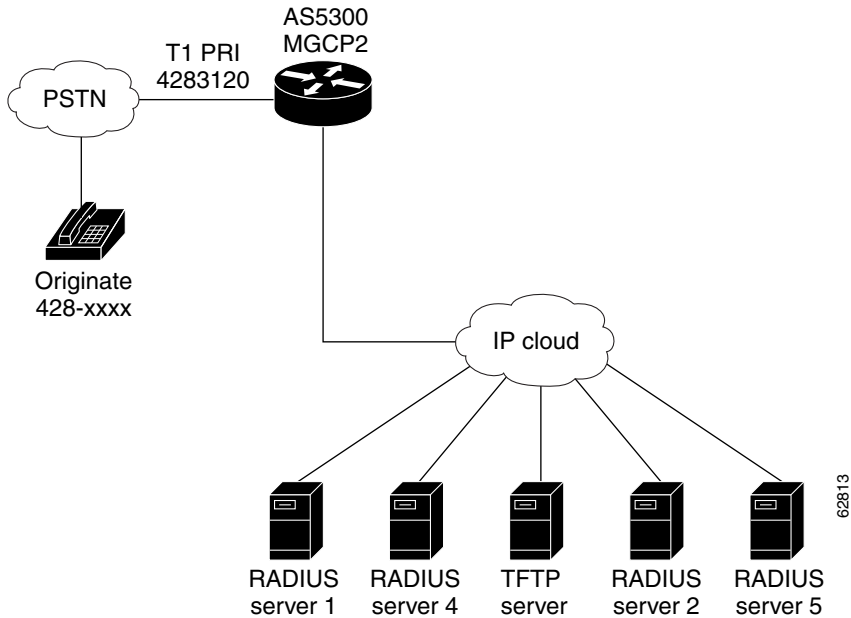 AS5300
MGCP2
T1 PRI
4283120
PSTN
Originate
428-xxxx
IP cloud
RADIUS
server 1
RADIUS
server 4
TFTP
server
RADIUS
server 2
RADIUS
server 5
62813